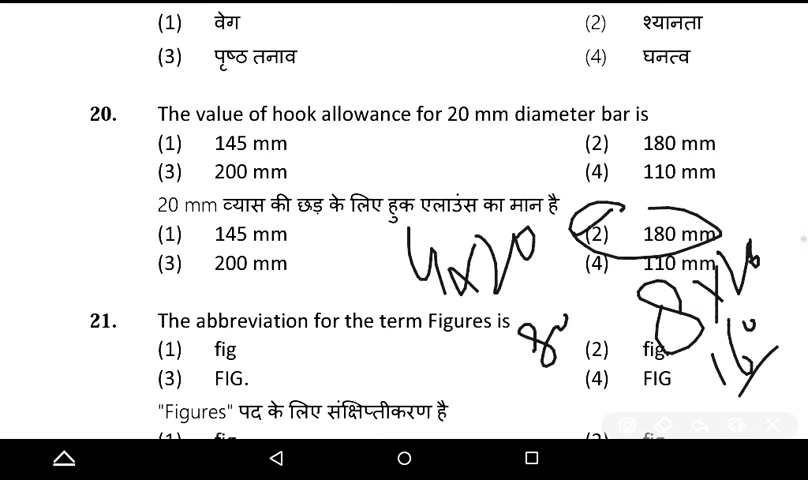 (1) वेग (2) श्यानता
(3) पृष्ठ तनाव (4) घनत्व
20. The value of hook allowance for 20 mm diameter bar is
(1) 145 mm (2) 180 mm
(3) 200 mm (4) 110 mm
20 mm व्यास की छड़ के लिए हुक एलाउंस का मान है
(1) 145 mm (2) 180 mm
(3) 200 mm (4) 110 mm
4x20
21. The abbreviation for the term Figures is
(1) fig (2) fig.
(3) FIG. (4) FIG
160
"Figures" पद के लिए संक्षिप्तीकरण है